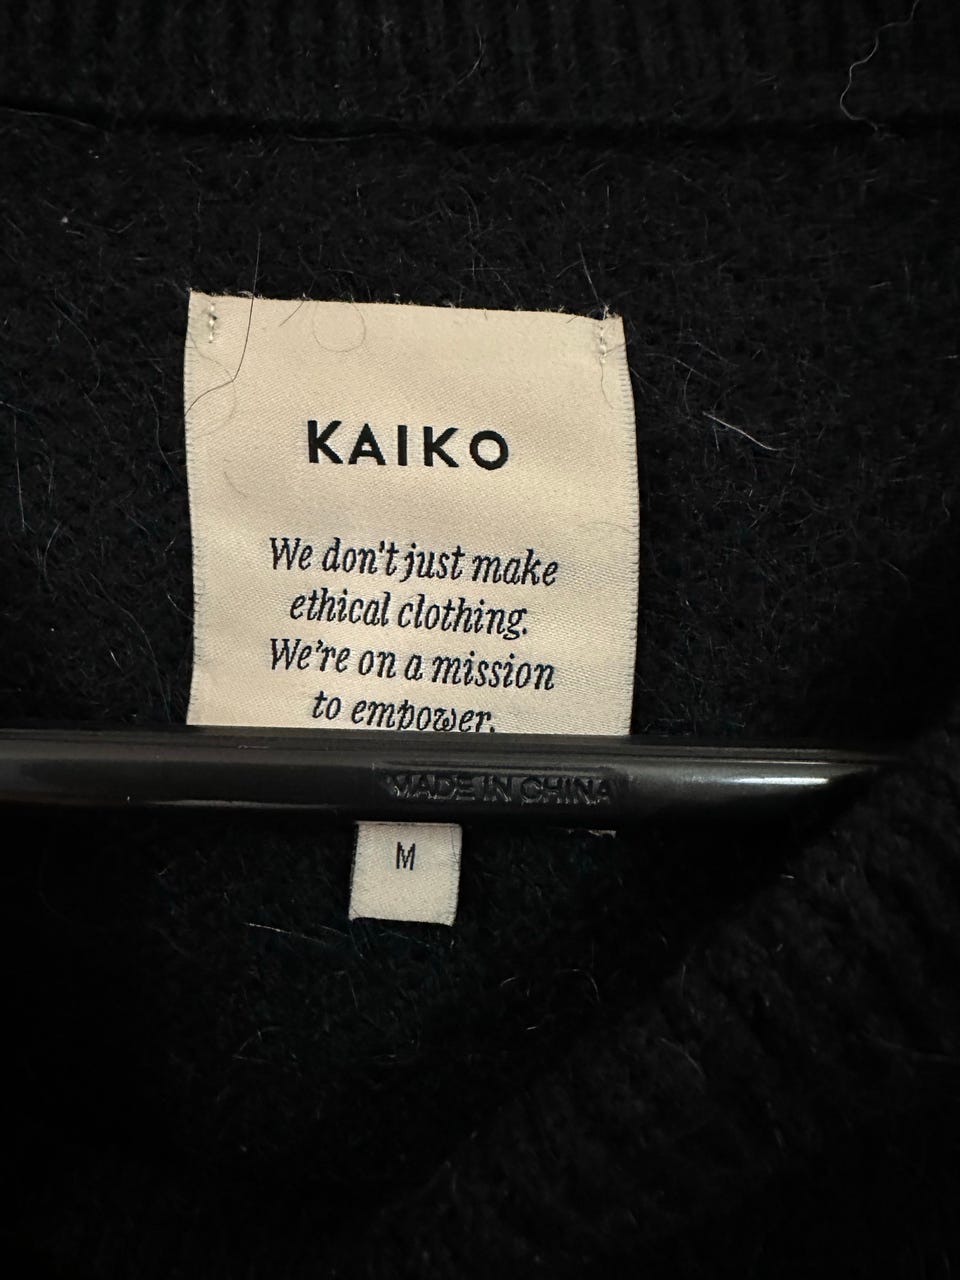 KAIKO
We don't just make
ethical clothing.
We're on a mission
to empower.
MADE IN CHINA
M